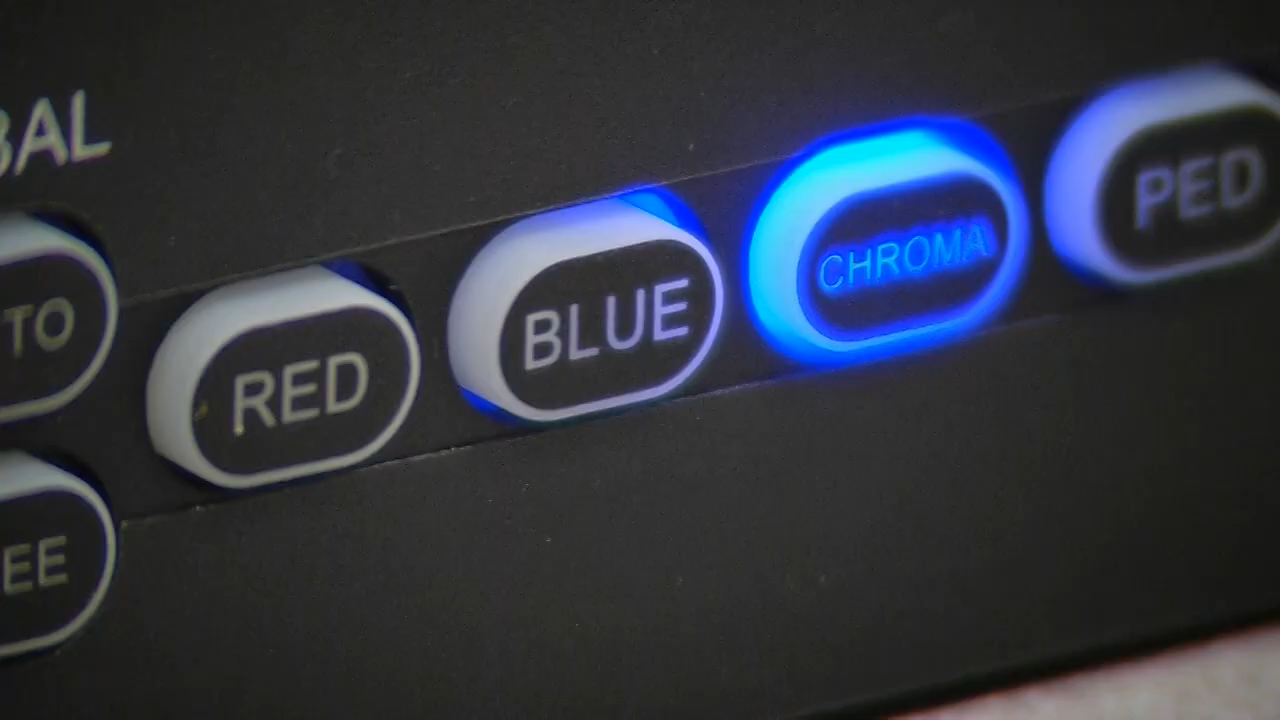 BAL
TO
RED
BLUE
CHROMA
PED
EE